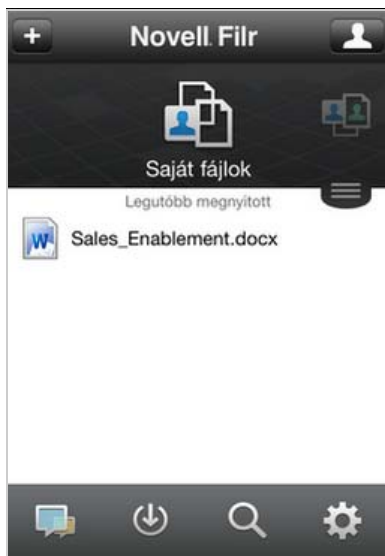 Novell Filr
Saját fájlok
Legutóbb megnyitott
Sales_Enablement.docx